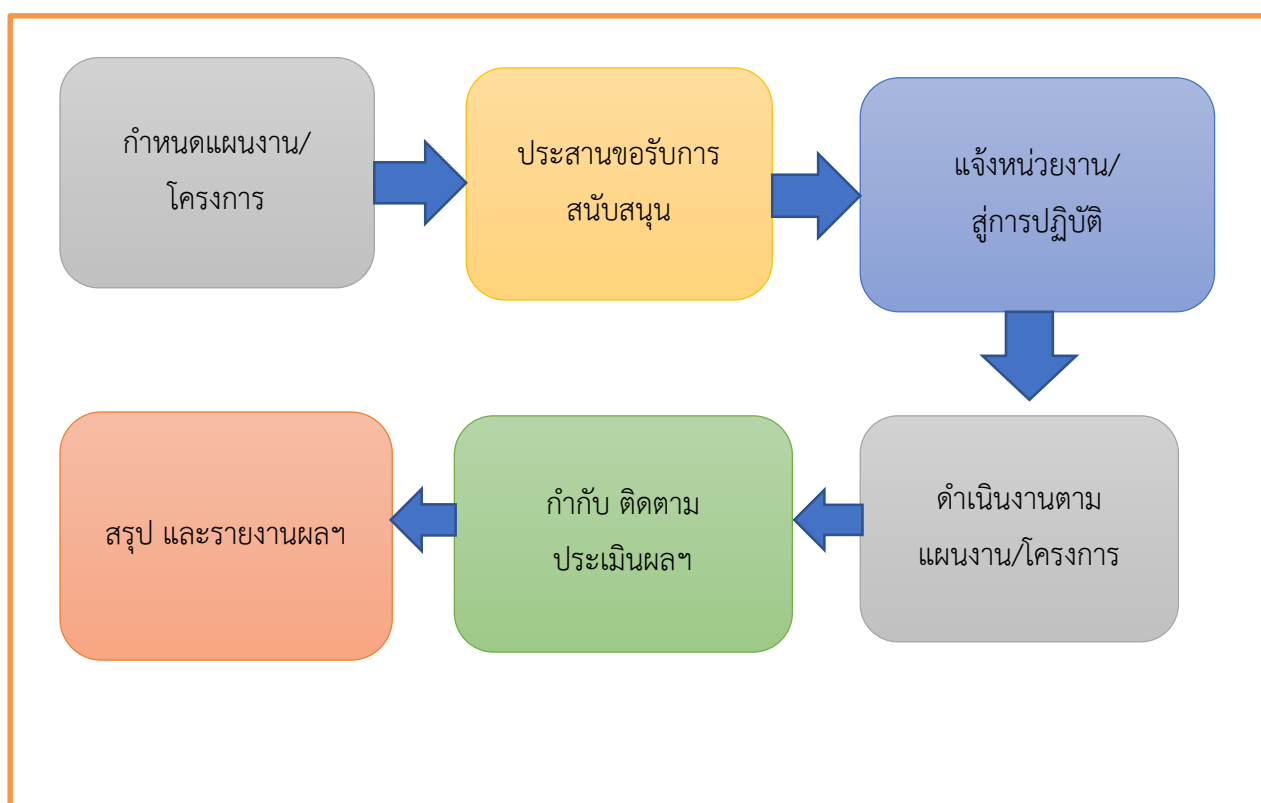 กำหนดแผนงาน/
โครงการ
ประสานขอรับการ
สนับสนุน
แจ้งหน่วยงาน/
สู่การปฏิบัติ
ดำเนินงานตาม
แผนงาน/โครงการ
กำกับ ติดตาม
ประเมินผลฯ
สรุป และรายงานผลฯ